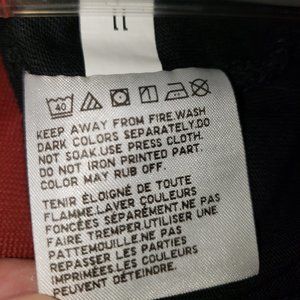 11
40
KEEP AWAY FROM FIRE.WASH
DARK COLORS SEPARATELY.DO
NOT SOAK.USE PRESS CLOTH.
DO NOT IRON PRINTED PART.
COLOR MAY RUB OFF.
TENIR ÉLOIGNÉ DE TOUTE
FLAMME.LAVER COULEURS
FONCÉES SÉPARÉMENT.NE PAS
FAIRE TREMPER.UTILISER UNE
PATTEMOUILLE.NE PAS
REPASSER LES PARTIES
IMPRIMÉES.LES COULEURS
PEUVENT DÉTEINDRE.